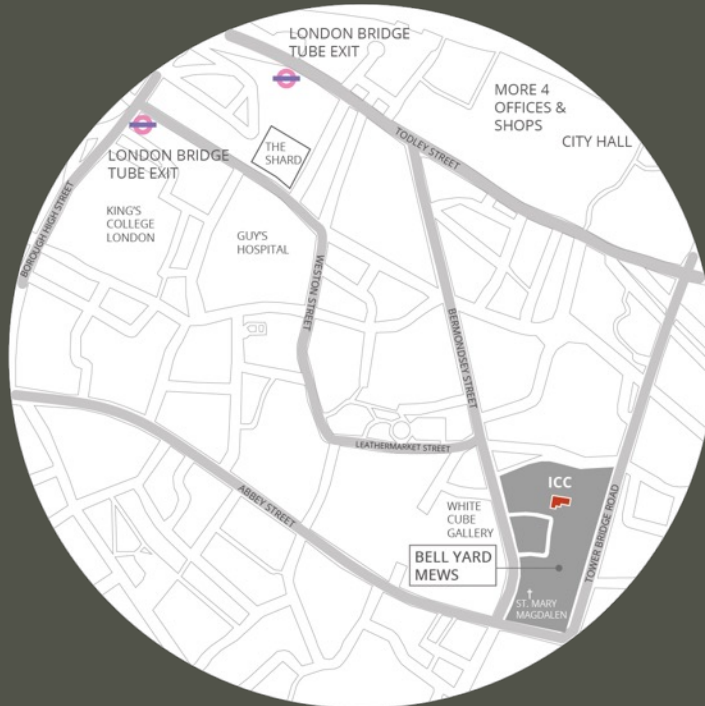 LONDON BRIDGE
TUBE EXIT
MORE 4
OFFICES &
SHOPS
CITY HALL
TODLEY STREET
THE
SHARD
LONDON BRIDGE
TUBE EXIT
BOROUGH HIGH STREET
KING'S
COLLEGE
LONDON
GUY'S
HOSPITAL
WESTON STREET
BERMONDSEY STREET
LEATHERMARKET STREET
ABBEY STREET
ICC
WHITE
CUBE
GALLERY
TOWER BRIDGE ROAD
BELL YARD
MEWS
ST. MARY
MAGDALEN